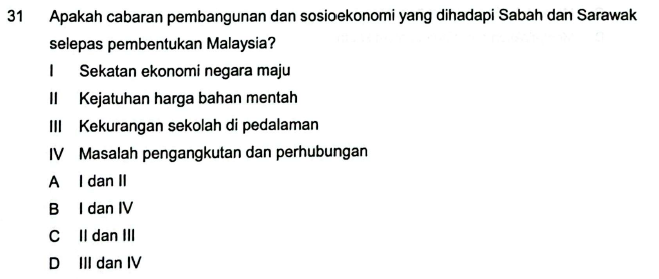 31 Apakah cabaran pembangunan dan sosioekonomi yang dihadapi Sabah dan Sarawak
selepas pembentukan Malaysia?
I Sekatan ekonomi negara maju
II Kejatuhan harga bahan mentah
III Kekurangan sekolah di pedalaman
IV Masalah pengangkutan dan perhubungan
A I dan II
B I dan IV
C II dan III
D III dan IV